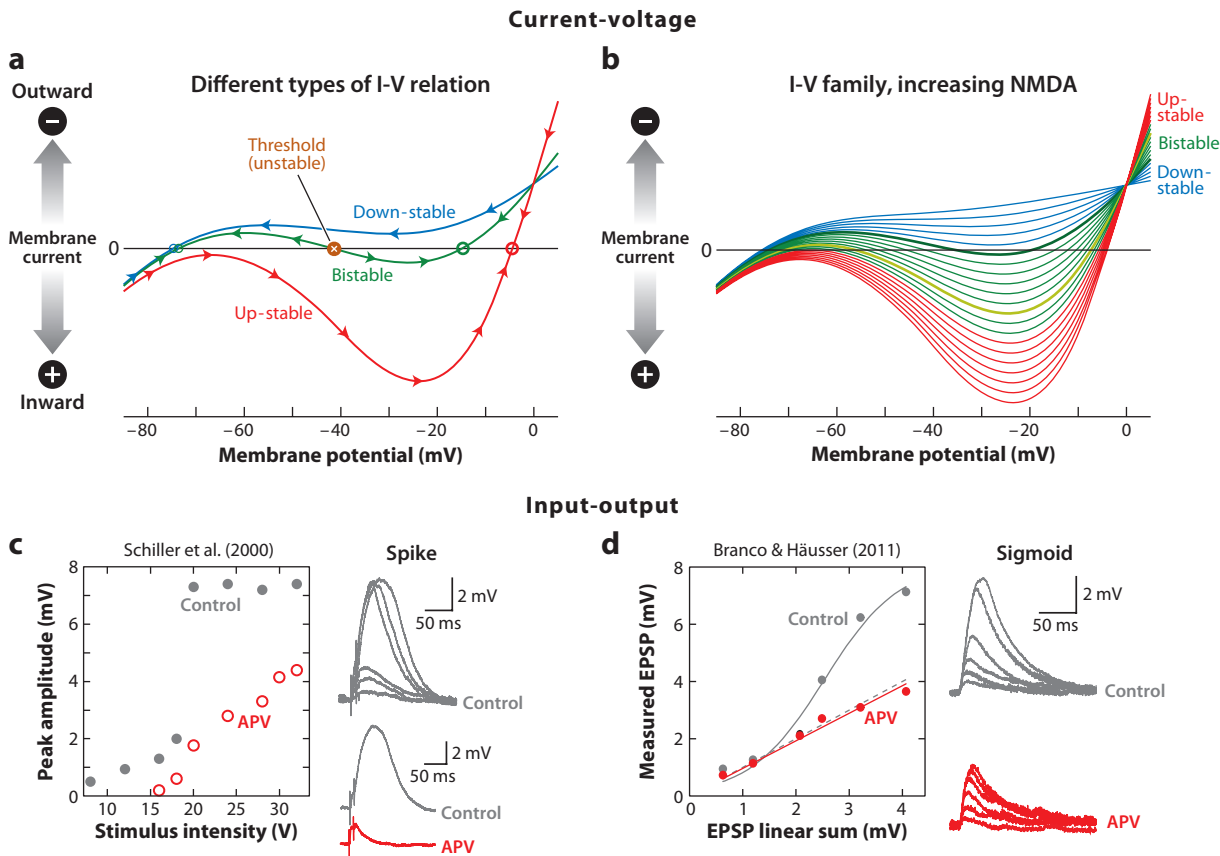 Current-voltage
a
Different types of I-V relation
Outward
−
Membrane
current
0
+
Inward
Threshold
(unstable)
Down-stable
Bistable
Up-stable
−80 −60 −40 −20 0
Membrane potential (mV)
b
I-V family, increasing NMDA
−
Membrane
current
0
+
Up-
stable
Bistable
Down-
stable
−80 −60 −40 −20 0
Membrane potential (mV)
Input-output
c
Schiller et al. (2000)
Peak amplitude (mV)
8
6
4
2
0
Control
APV
10 15 20 25 30
Stimulus intensity (V)
Spike
2 mV
50 ms
Control
2 mV
50 ms
Control
APV
d
Branco & Häusser (2011)
Measured EPSP (mV)
8
6
4
2
0
Control
APV
0 1 2 3 4
EPSP linear sum (mV)
Sigmoid
2 mV
50 ms
Control
APV